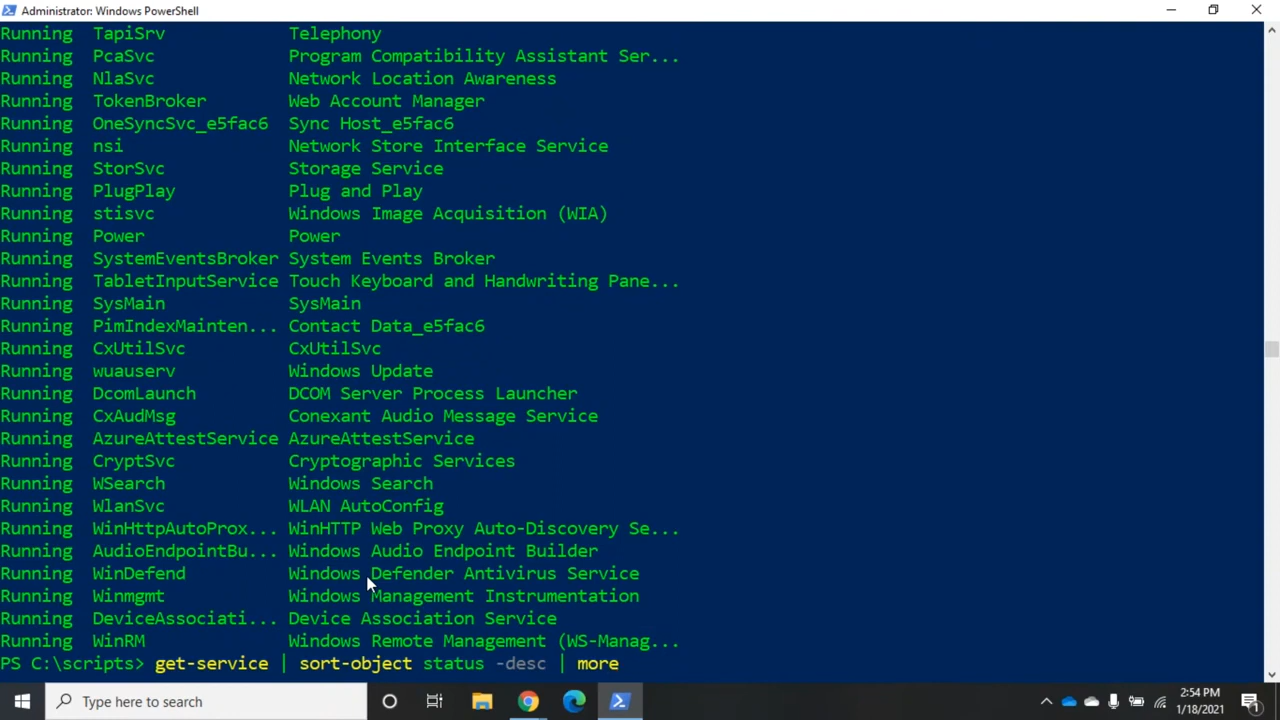 Administrator: Windows PowerShell
Running TapiSrv Telephony
Running PcaSvc Program Compatibility Assistant Ser...
Running NlaSvc Network Location Awareness
Running TokenBroker Web Account Manager
Running OneSyncSvc_e5fac6 Sync Host_e5fac6
Running nsi Network Store Interface Service
Running StorSvc Storage Service
Running PlugPlay Plug and Play
Running stisvc Windows Image Acquisition (WIA)
Running Power Power
Running SystemEventsBroker System Events Broker
Running TabletInputService Touch Keyboard and Handwriting Pane...
Running SysMain SysMain
Running PimIndexMainten... Contact Data_e5fac6
Running CxUtilSvc CxUtilSvc
Running wuauserv Windows Update
Running DcomLaunch DCOM Server Process Launcher
Running CxAudMsg Conexant Audio Message Service
Running AzureAttestService AzureAttestService
Running CryptSvc Cryptographic Services
Running WSearch Windows Search
Running WlanSvc WLAN AutoConfig
Running WinHttpAutoProx... WinHTTP Web Proxy Auto-Discovery Se...
Running AudioEndpointBu... Windows Audio Endpoint Builder
Running WinDefend Windows Defender Antivirus Service
Running Winmgmt Windows Management Instrumentation
Running DeviceAssociati... Device Association Service
Running WinRM Windows Remote Management (WS-Manag...
PS C:\scripts> get-service | sort-object status -desc | more
Type here to search
2:54 PM
1/18/2021